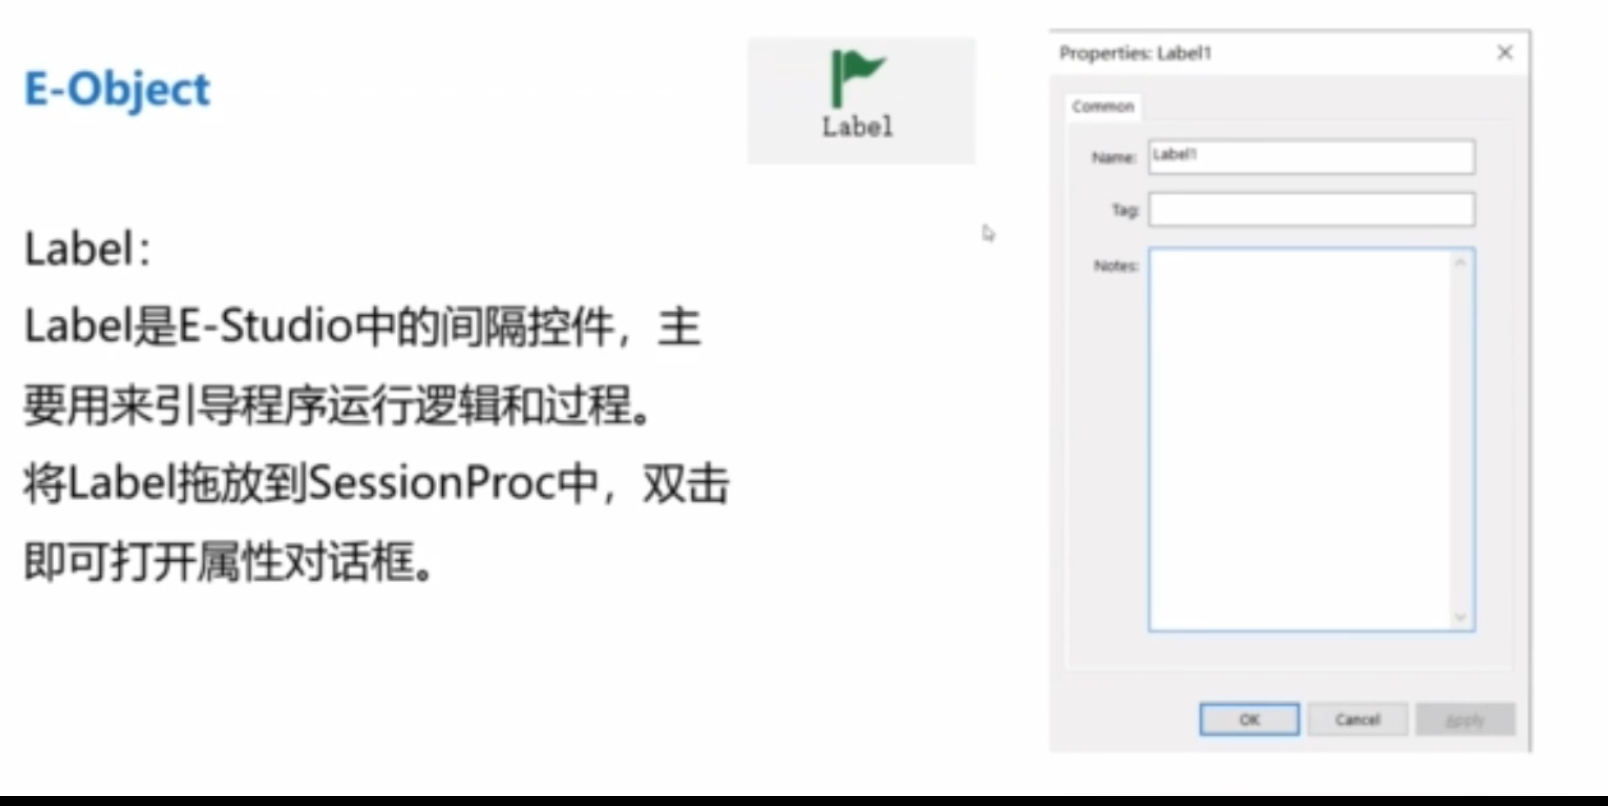 E-Object
Label
Label：
Label是E-Studio中的间隔控件，主
要用来引导程序运行逻辑和过程。
将Label拖放到SessionProc中，双击
即可打开属性对话框。
Properties: Label1
Common
Name:
Label1
Tag:
Notes:
OK
Cancel
Apply